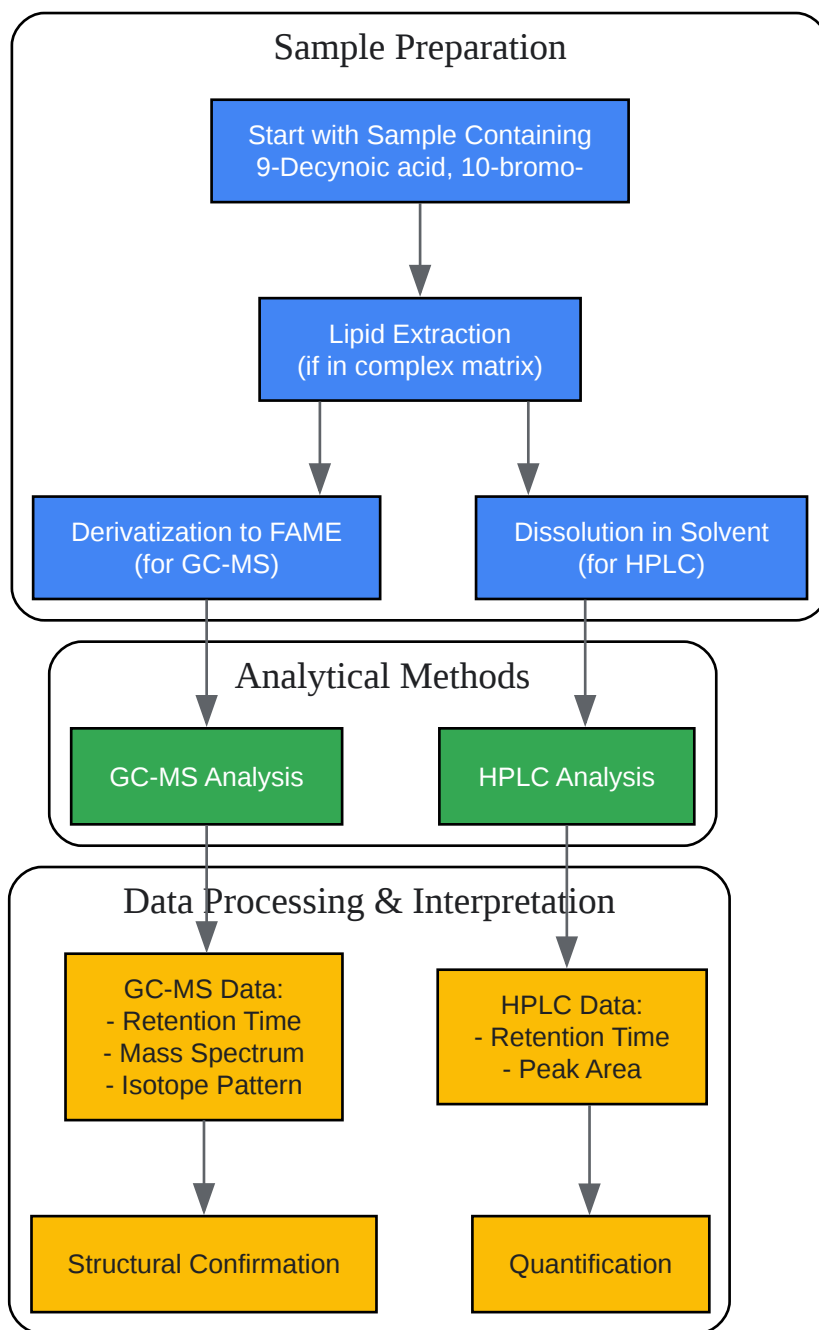 Sample Preparation
Start with Sample Containing
9-Decynoic acid, 10-bromo-
Lipid Extraction
(if in complex matrix)
Derivatization to FAME
(for GC-MS)
Dissolution in Solvent
(for HPLC)
Analytical Methods
GC-MS Analysis
HPLC Analysis
Data Processing & Interpretation
GC-MS Data:
- Retention Time
- Mass Spectrum
- Isotope Pattern
HPLC Data:
- Retention Time
- Peak Area
Structural Confirmation
Quantification